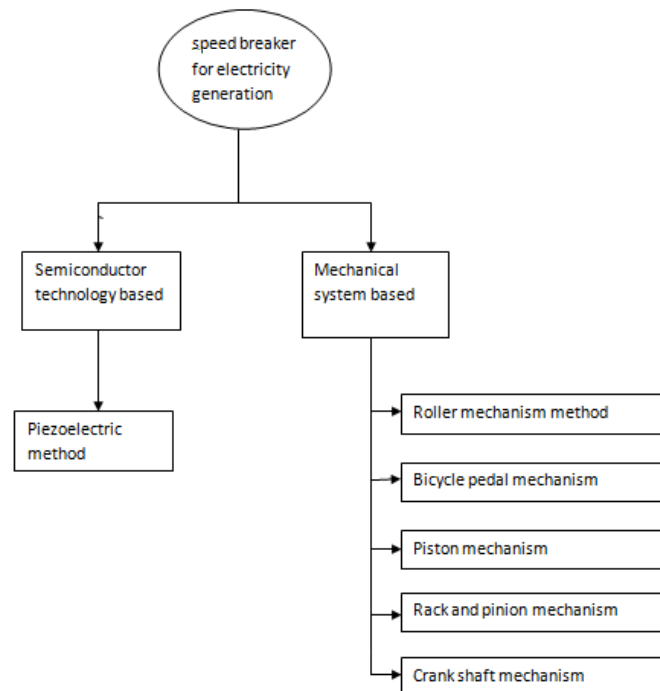 speed breaker
for electricity
generation
Semiconductor
technology based
Mechanical
system based
Piezoelectric
method
Roller mechanism method
Bicycle pedal mechanism
Piston mechanism
Rack and pinion mechanism
Crank shaft mechanism